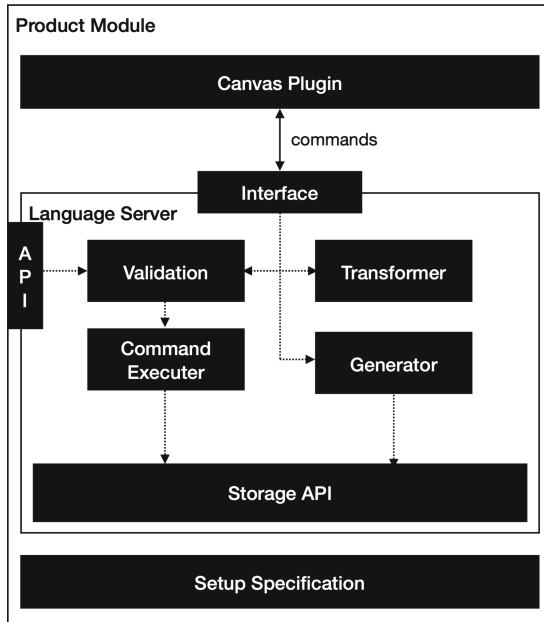 Product Module
Canvas Plugin
commands
Interface
Language Server
A
P
I
Validation
Transformer
Command
Executer
Generator
Storage API
Setup Specification